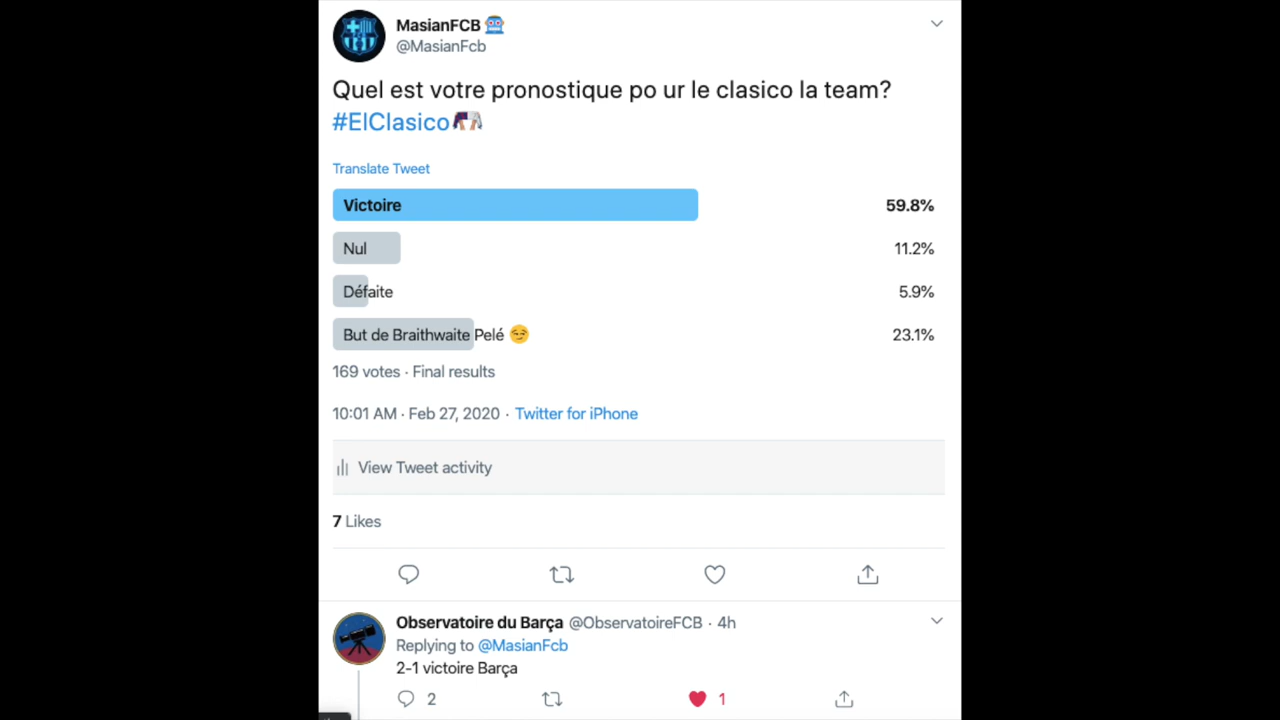 MasianFCB
@MasianFcb
Quel est votre pronostique po ur le clasico la team?
#ElClasico
Translate Tweet
Victoire 59.8%
Nul 11.2%
Défaite 5.9%
But de Braithwaite Pelé 😏 23.1%
169 votes · Final results
10:01 AM · Feb 27, 2020 · Twitter for iPhone
View Tweet activity
7 Likes
Observatoire du Barça @ObservatoireFCB · 4h
Replying to @MasianFcb
2-1 victoire Barça
2 1